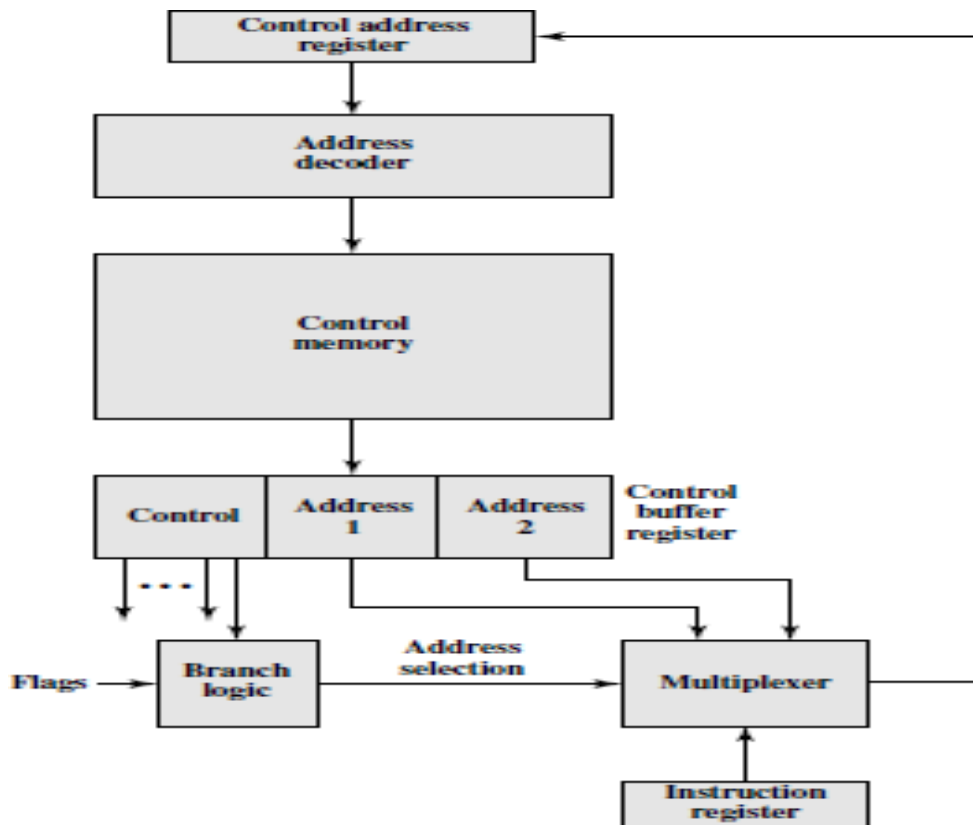 Control address
register
Address
decoder
Control
memory
Control
Address
1
Address
2
Control
buffer
register
• • •
Flags
Branch
logic
Address
selection
Multiplexer
Instruction
register